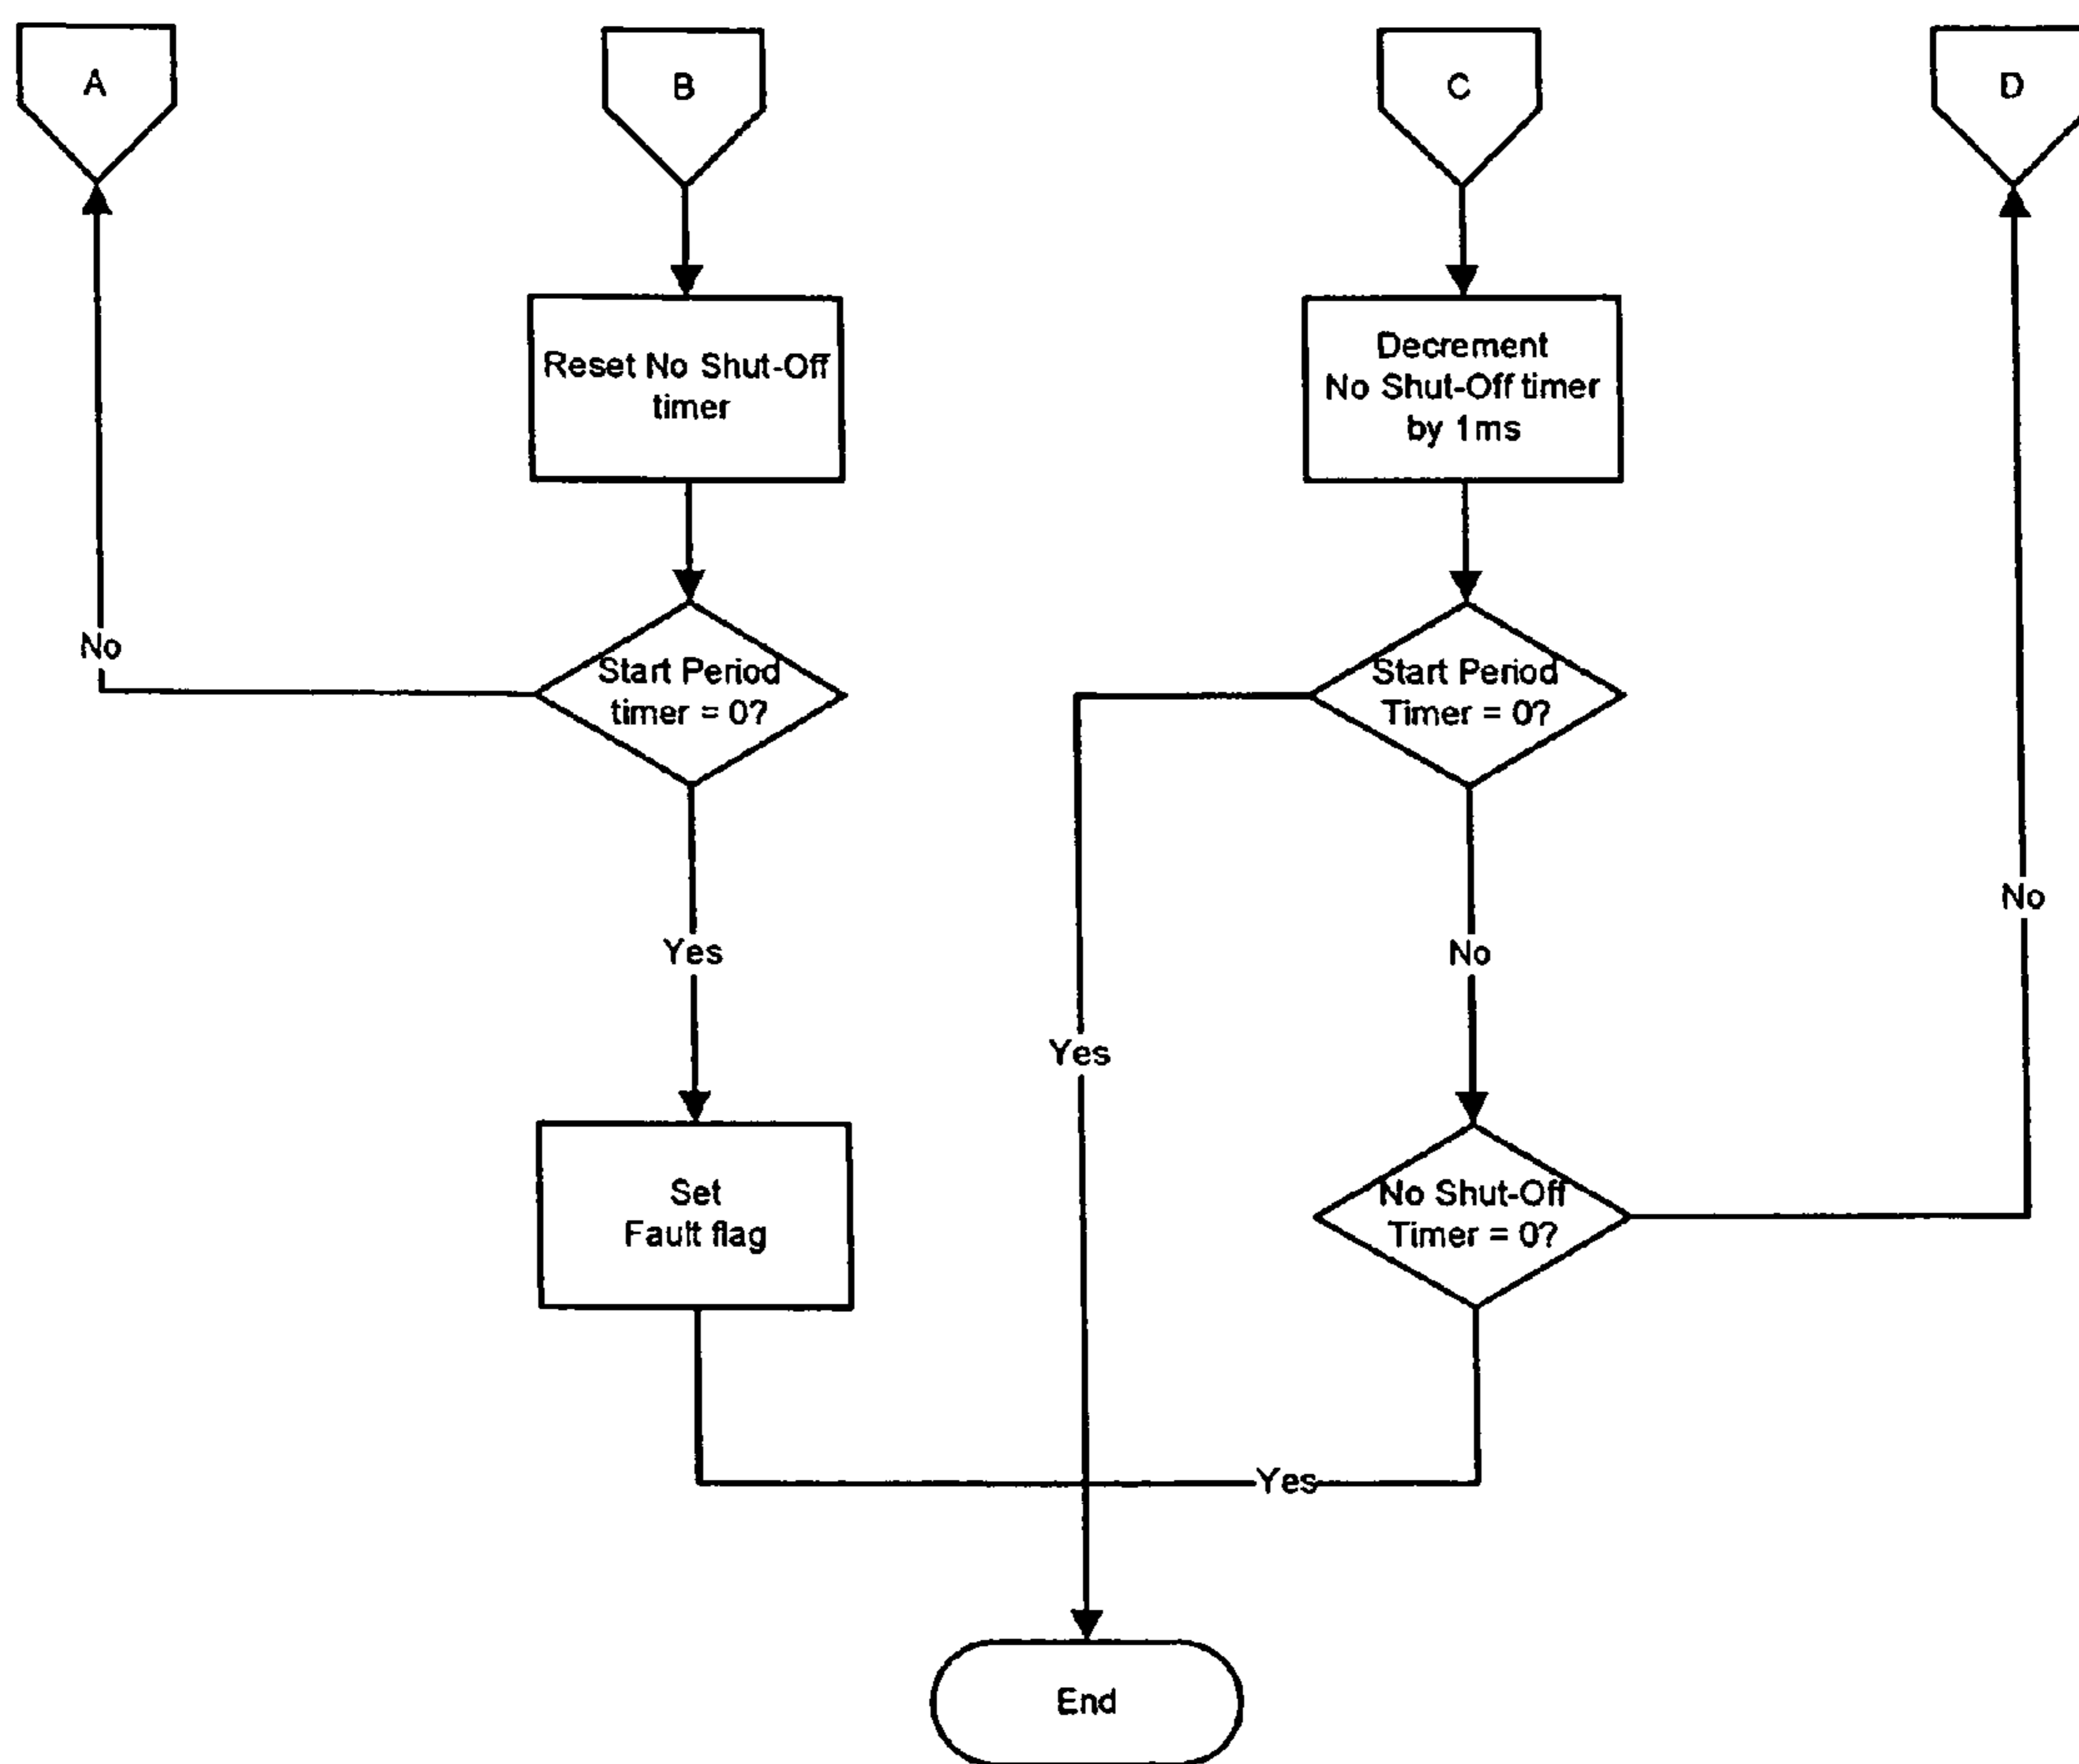 A
B
C
D
Reset No Shut-Off
timer
Decrement
No Shut-Off timer
by 1ms
No
Start Period
timer = 0?
Start Period
Timer = 0?
No
Yes
No
Yes
Set
Fault flag
No Shut-Off
Timer = 0?
Yes
End